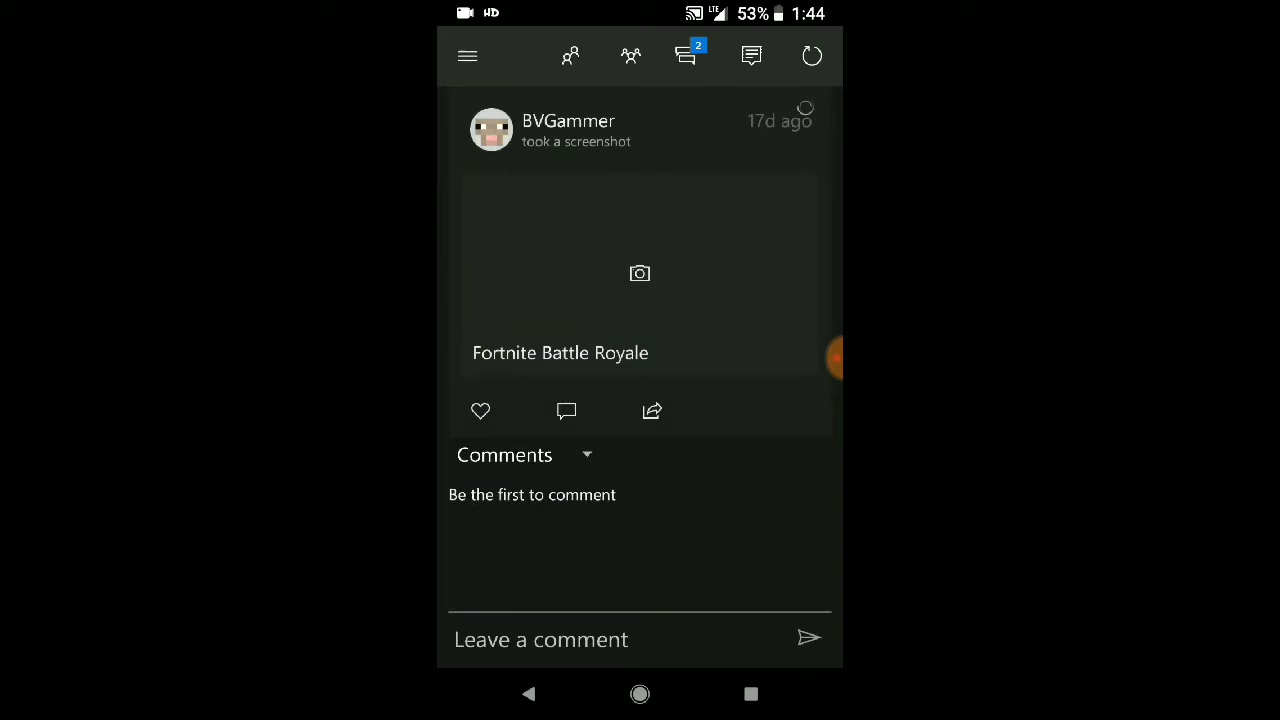 HD LTE 53% 1:44
2
BVGammer 17d ago
took a screenshot
Fortnite Battle Royale
Comments
Be the first to comment
Leave a comment